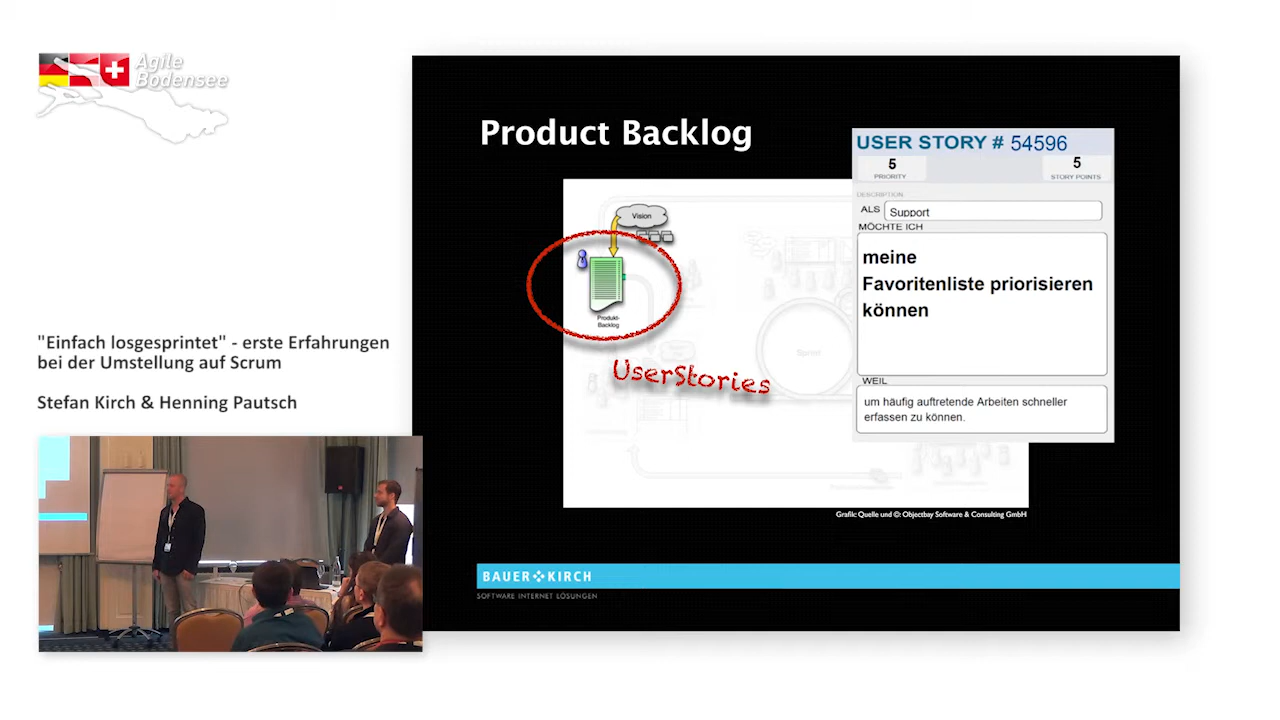 Agile
Bodensee
"Einfach losgesprintet" - erste Erfahrungen
bei der Umstellung auf Scrum
Stefan Kirch & Henning Pautsch
Product Backlog
Vision
Produkt-
Backlog
UserStories
Sprint
USER STORY # 54596
5
PRIORITY
5
STORY POINTS
DESCRIPTION
ALS
Support
MÖCHTE ICH
meine
Favoritenliste priorisieren
können
WEIL
um häufig auftretende Arbeiten schneller
erfassen zu können.
Grafik: Quelle und ©: Objectbay Software & Consulting GmbH
BAUER KIRCH
SOFTWARE INTERNET LÖSUNGEN